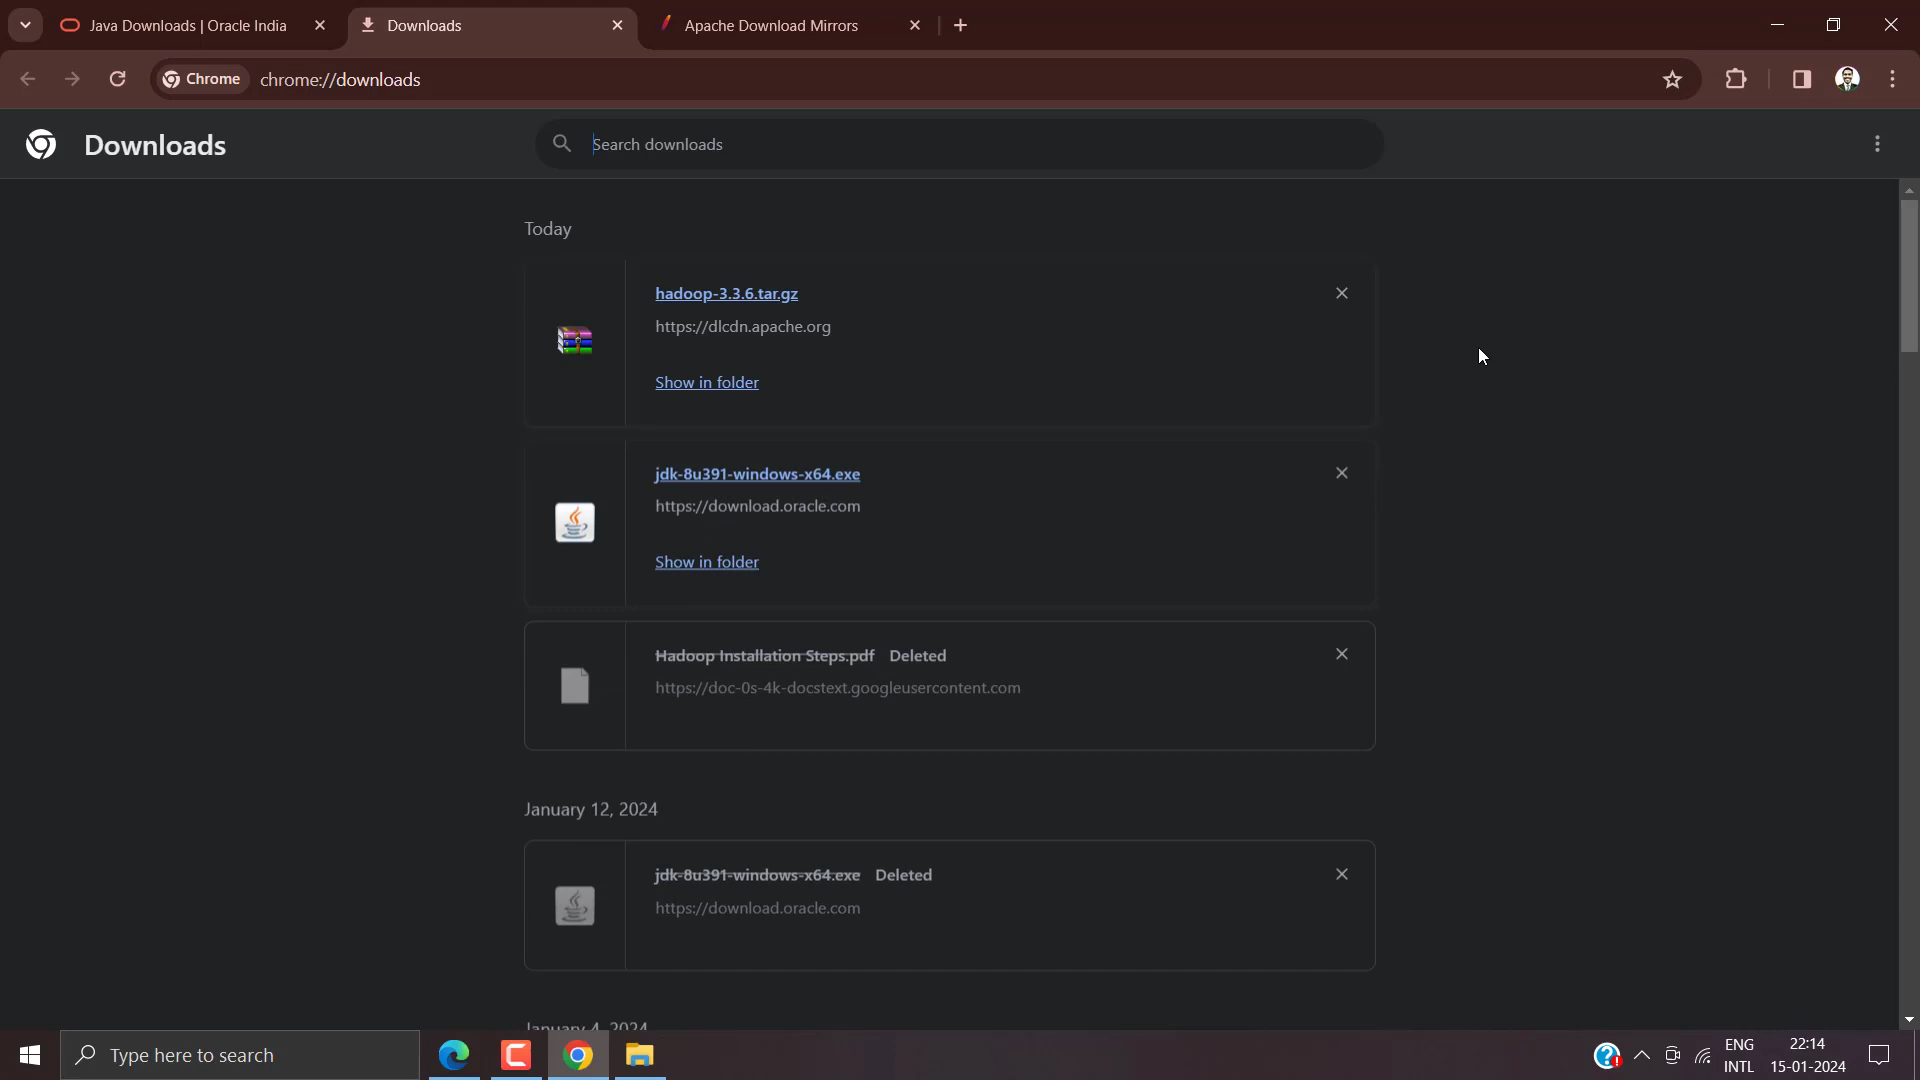 Java Downloads | Oracle India
Downloads
Apache Download Mirrors
Chrome
chrome://downloads
Downloads
Search downloads
Today
hadoop-3.3.6.tar.gz
https://dlcdn.apache.org
Show in folder
jdk-8u391-windows-x64.exe
https://download.oracle.com
Show in folder
Hadoop Installation Steps.pdf Deleted
https://doc-0s-4k-docstext.googleusercontent.com
January 12, 2024
jdk-8u391-windows-x64.exe Deleted
https://download.oracle.com
January 4, 2024
Type here to search
ENG
INTL
22:14
15-01-2024